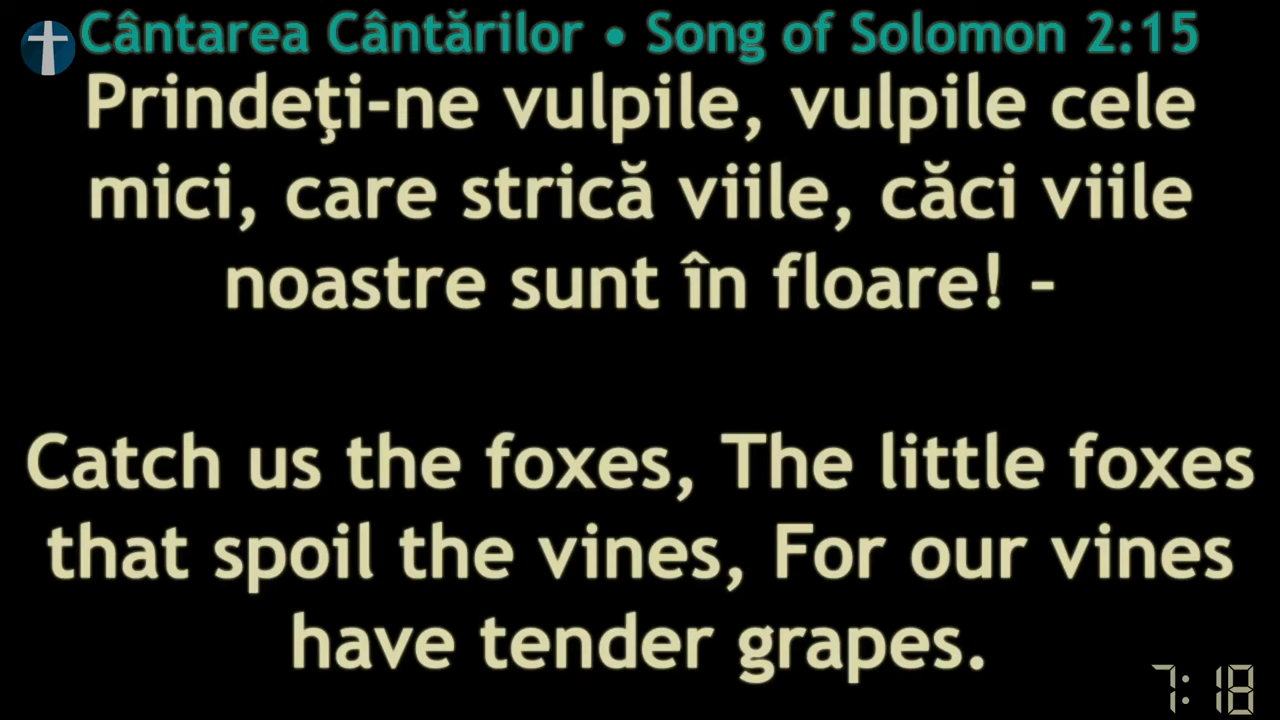 Cântarea Cântărilor • Song of Solomon 2:15
Prindeţi-ne vulpile, vulpile cele
mici, care strică viile, căci viile
noastre sunt în floare! –
Catch us the foxes, The little foxes
that spoil the vines, For our vines
have tender grapes.
7:18